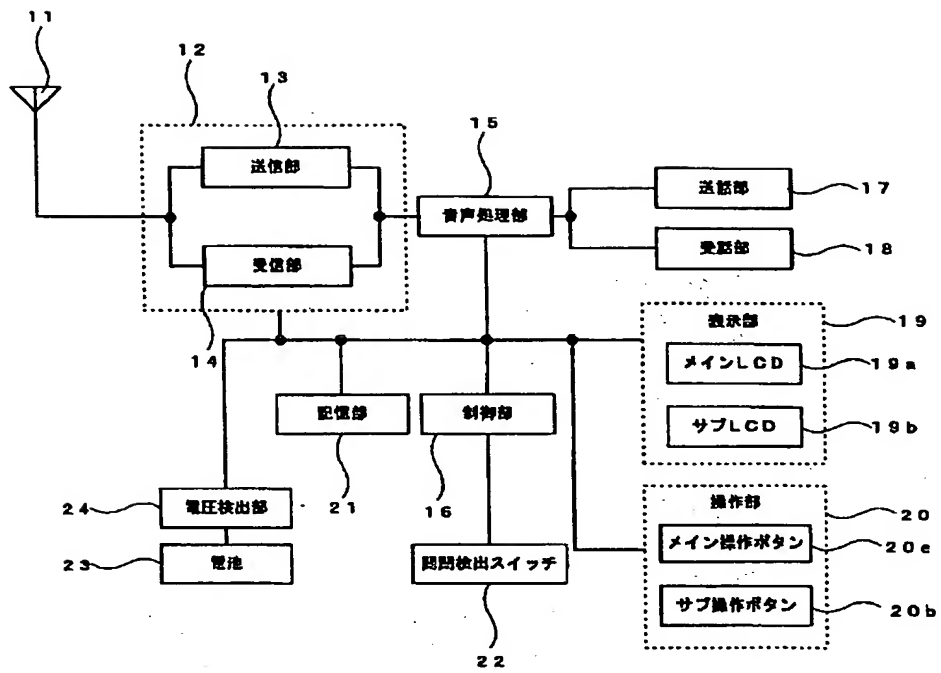 11
12
13
送信部
15
音声処理部
送話部
17
受話部
18
受信部
14
表示部
19
メインLCD
19a
サブLCD
19b
記憶部
21
制御部
16
電圧検出部
24
電池
23
開閉検出スイッチ
22
操作部
20
メイン操作ボタン
20a
サブ操作ボタン
20b